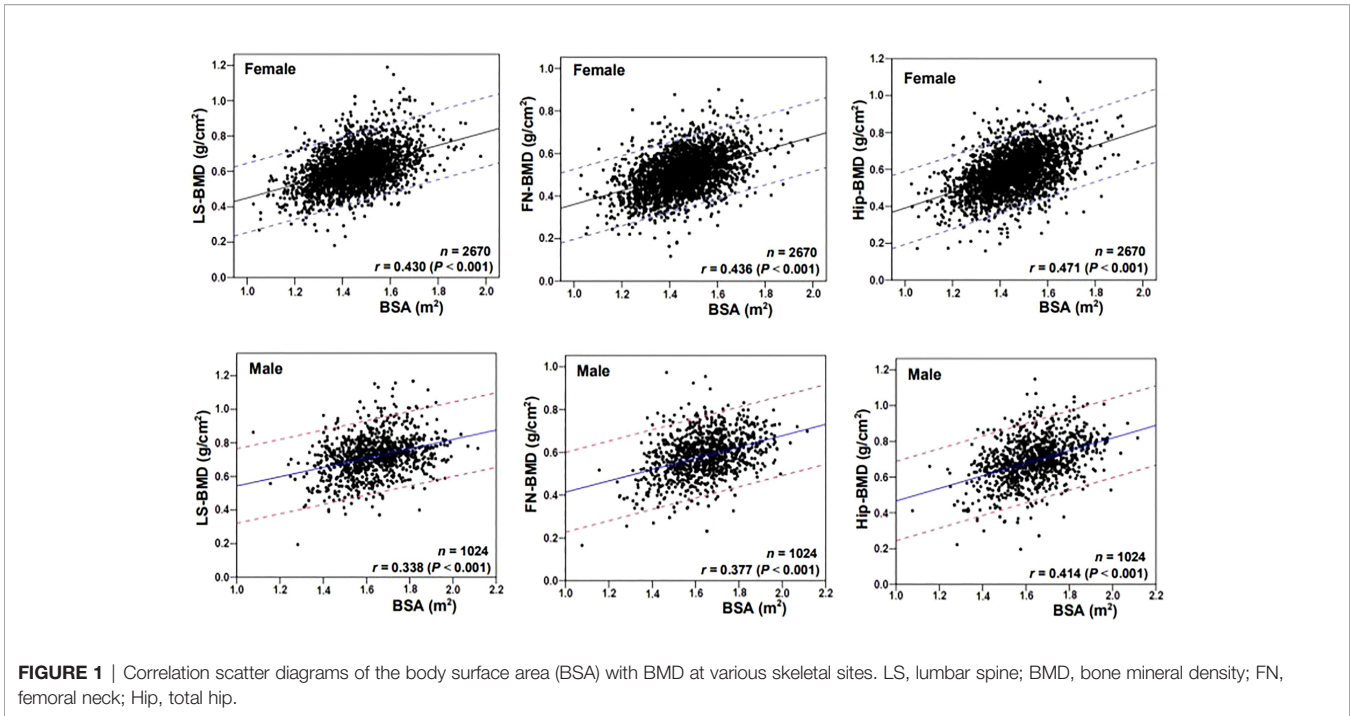 Female
LS-BMD (g/cm²)
1.2
1.0
0.8
0.6
0.4
0.2
0.0
n = 2670
r = 0.430 (P < 0.001)
1.0 1.2 1.4 1.6 1.8 2.0
BSA (m²)
Female
FN-BMD (g/cm²)
1.0
0.8
0.6
0.4
0.2
0.0
n = 2670
r = 0.436 (P < 0.001)
1.0 1.2 1.4 1.6 1.8 2.0
BSA (m²)
Female
Hip-BMD (g/cm²)
1.2
1.0
0.8
0.6
0.4
0.2
0.0
n = 2670
r = 0.471 (P < 0.001)
1.0 1.2 1.4 1.6 1.8 2.0
BSA (m²)
Male
LS-BMD (g/cm²)
1.2
1.0
0.8
0.6
0.4
0.2
0.0
n = 1024
r = 0.338 (P < 0.001)
1.0 1.2 1.4 1.6 1.8 2.0 2.2
BSA (m²)
Male
FN-BMD (g/cm²)
1.0
0.8
0.6
0.4
0.2
0.0
n = 1024
r = 0.377 (P < 0.001)
1.0 1.2 1.4 1.6 1.8 2.0 2.2
BSA (m²)
Male
Hip-BMD (g/cm²)
1.2
1.0
0.8
0.6
0.4
0.2
0.0
n = 1024
r = 0.414 (P < 0.001)
1.0 1.2 1.4 1.6 1.8 2.0 2.2
BSA (m²)
FIGURE 1 | Correlation scatter diagrams of the body surface area (BSA) with BMD at various skeletal sites. LS, lumbar spine; BMD, bone mineral density; FN,
femoral neck; Hip, total hip.